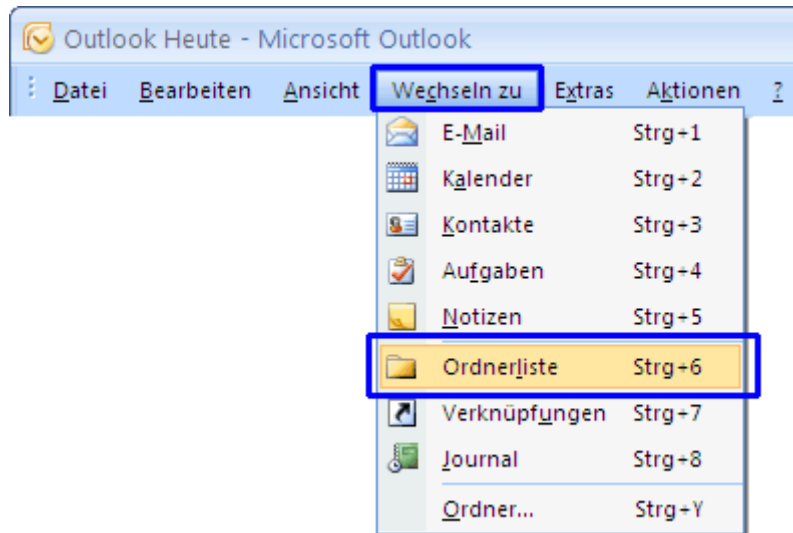 Outlook Heute - Microsoft Outlook
Datei Bearbeiten Ansicht Wechseln zu Extras Aktionen ?
E-Mail Strg+1
Kalender Strg+2
Kontakte Strg+3
Aufgaben Strg+4
Notizen Strg+5
Ordnerliste Strg+6
Verknüpfungen Strg+7
Journal Strg+8
Ordner... Strg+Y